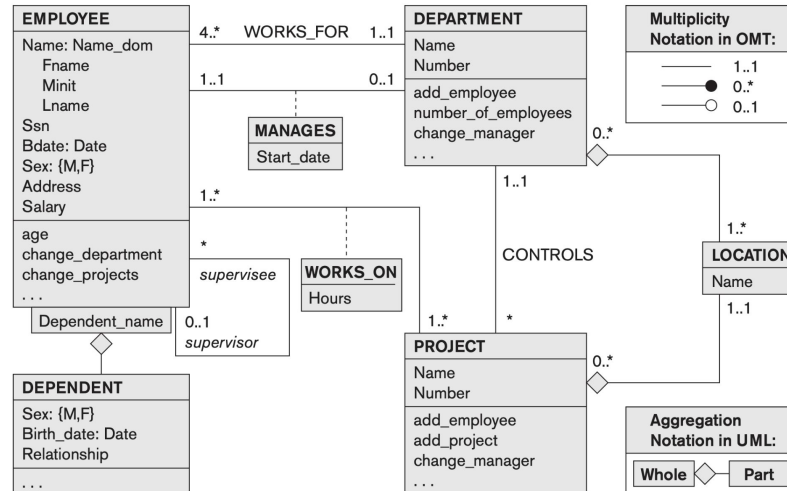 EMPLOYEE
Name: Name_dom
Fname
Minit
Lname
Ssn
Bdate: Date
Sex: {M,F}
Address
Salary
age
change_department
change_projects
. . .
Dependent_name
DEPENDENT
Sex: {M,F}
Birth_date: Date
Relationship
. . .
4..* WORKS_FOR 1..1
1..1 0..1
MANAGES
Start_date
1..*
*
supervisee
0..1
supervisor
WORKS_ON
Hours
1..*
DEPARTMENT
Name
Number
add_employee
number_of_employees
change_manager
. . .
0..*
1..1
CONTROLS
*
PROJECT
Name
Number
add_employee
add_project
change_manager
. . .
0..*
1..*
LOCATION
Name
1..1
Multiplicity
Notation in OMT:
1..1
0..*
0..1
Aggregation
Notation in UML:
Whole Part